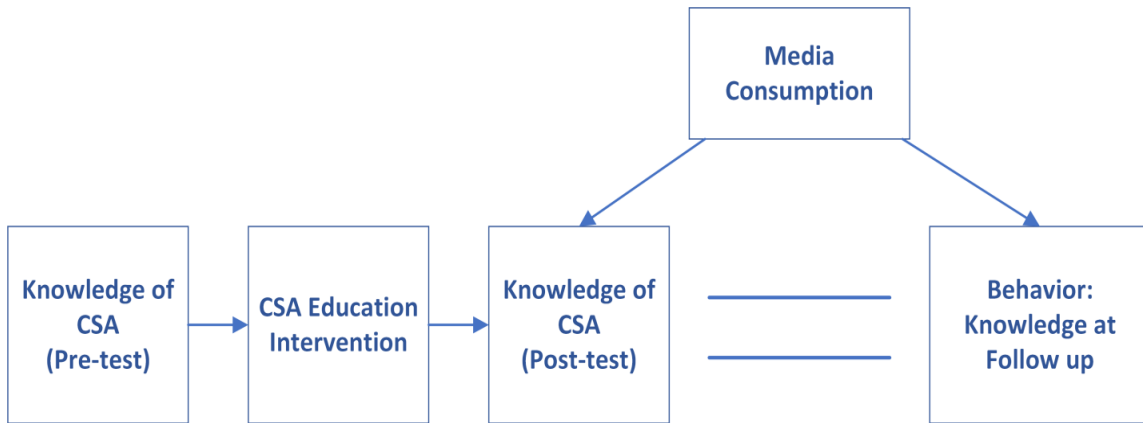 Media
Consumption
Knowledge of
CSA
(Pre-test)
CSA Education
Intervention
Knowledge of
CSA
(Post-test)
Behavior:
Knowledge at
Follow up